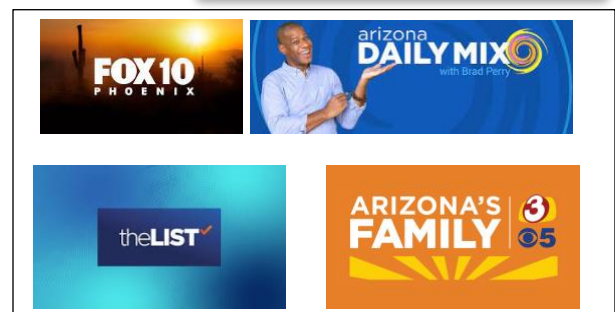 FOX 10
PHOENIX
arizona
DAILY MIX
with Brad Perry
theLIST
ARIZONA'S
FAMILY
3
5